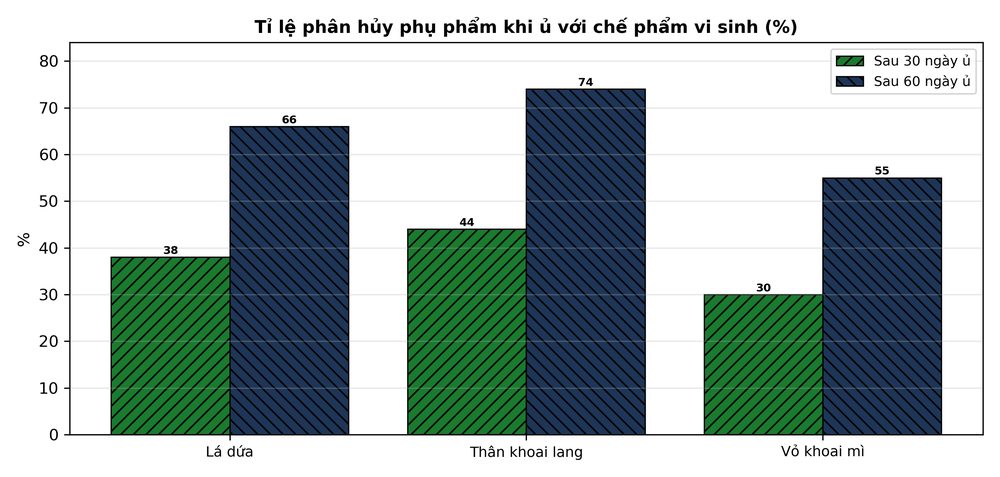 Tỉ lệ phân hủy phụ phẩm khi ủ với chế phẩm vi sinh (%)
Sau 30 ngày ủ
Sau 60 ngày ủ
%
80
70
60
50
40
30
20
10
0
38
66
44
74
30
55
Lá dứa
Thân khoai lang
Vỏ khoai mì